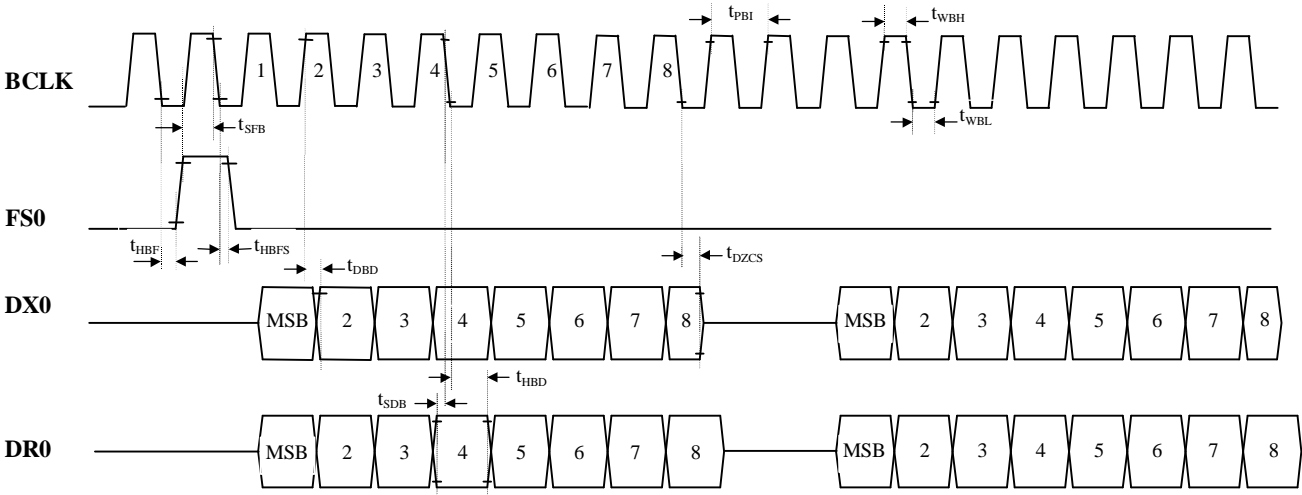 tPBI tWBH
BCLK 1 2 3 4 5 6 7 8
tSFB tWBL
FS0
tHBF tHBFS tDBD tDZCS
DX0 MSB 2 3 4 5 6 7 8 MSB 2 3 4 5 6 7 8
tSDB tHBD
DR0 MSB 2 3 4 5 6 7 8 MSB 2 3 4 5 6 7 8